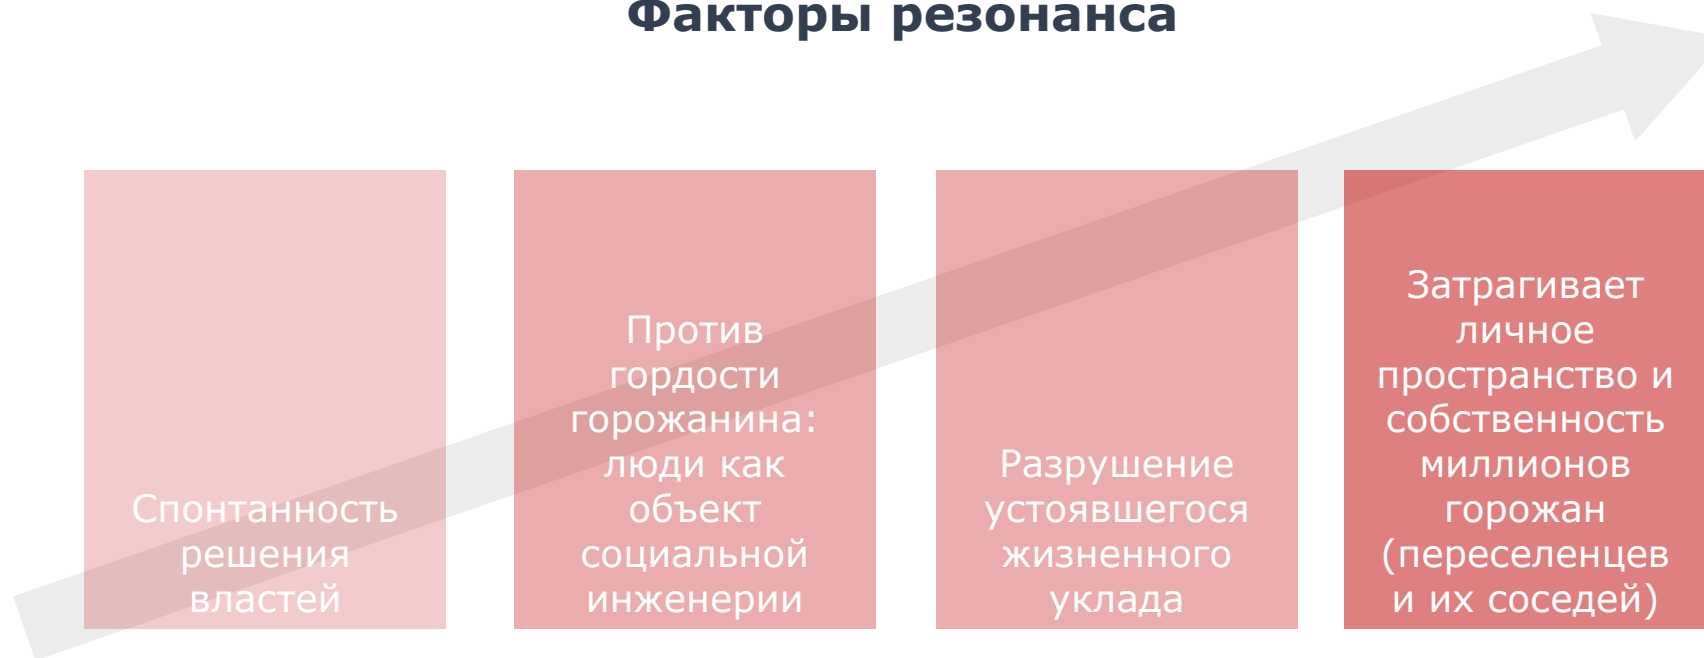 Факторы резонанса
Спонтанность
решения
властей
Против
гордости
горожанина:
люди как
объект
социальной
инженерии
Разрушение
устоявшегося
жизненного
уклада
Затрагивает
личное
пространство и
собственность
миллионов
горожан
(переселенцев
и их соседей)